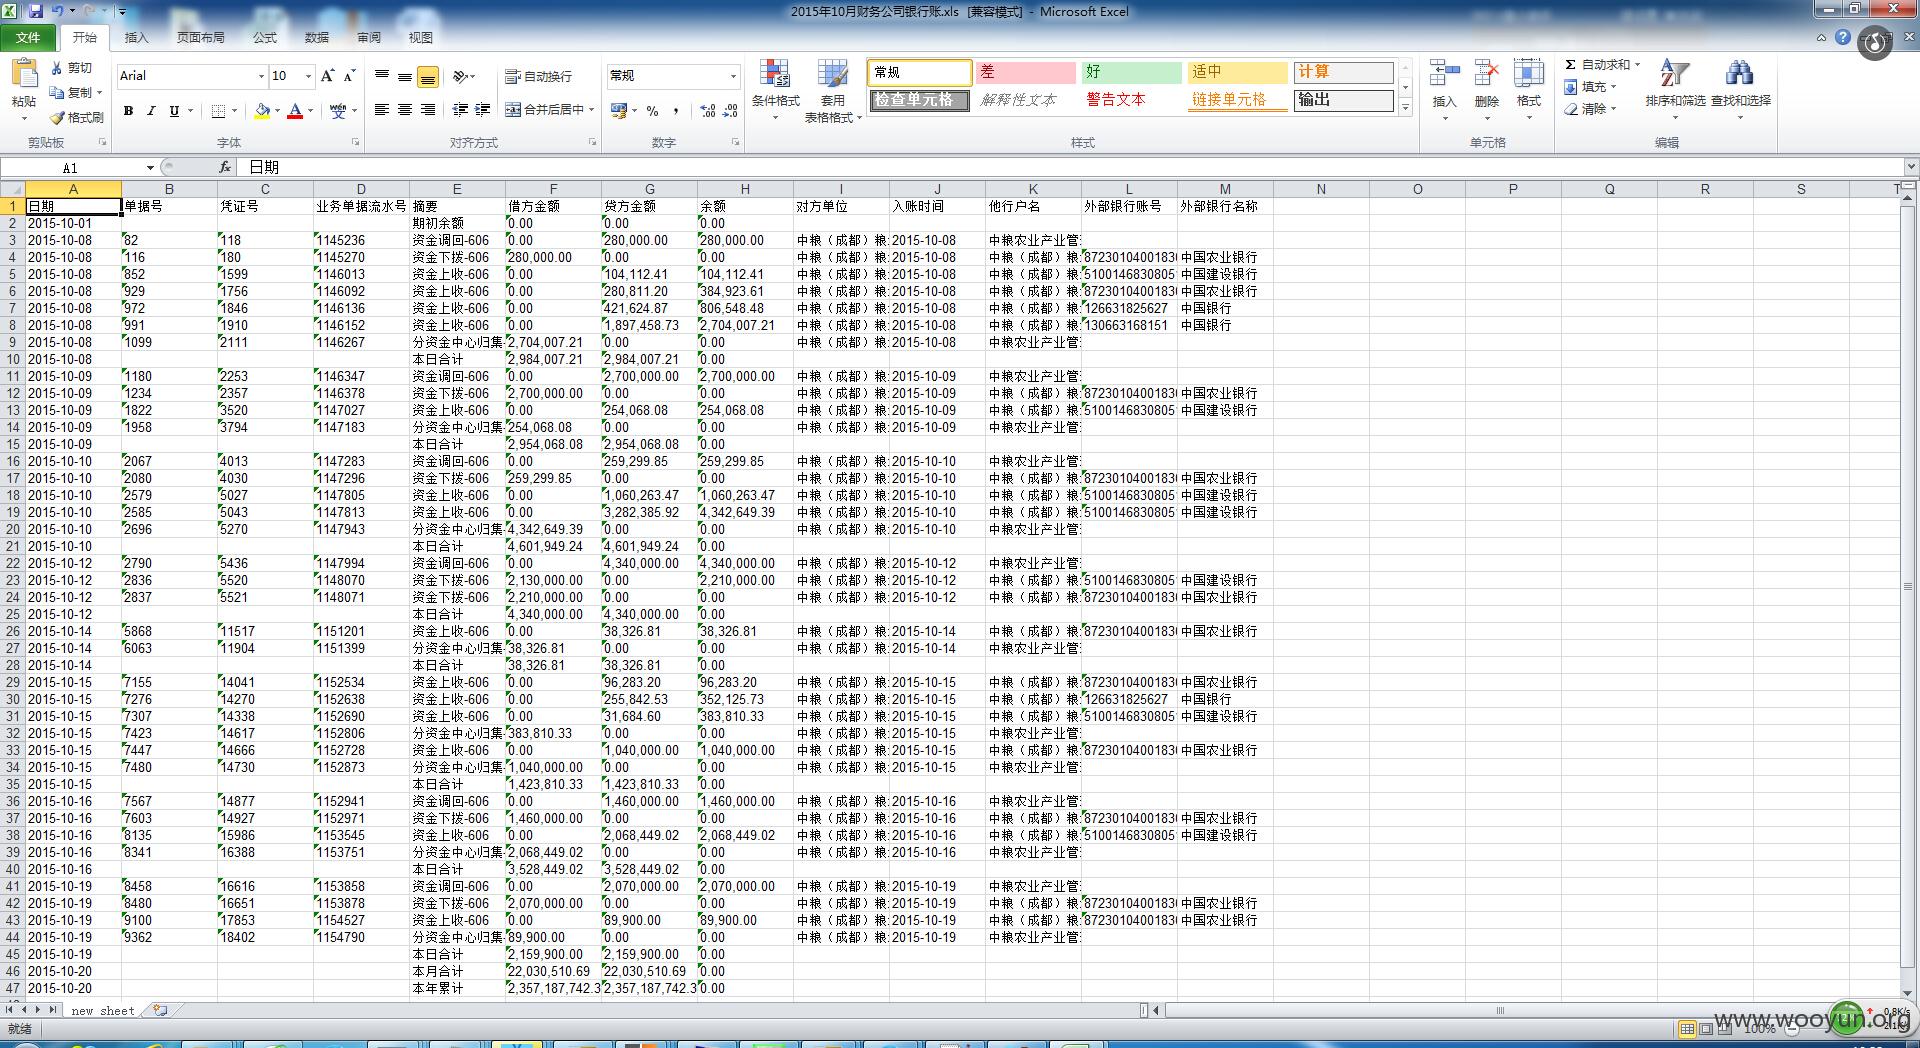 2015年10月财务公司银行账.xls [兼容模式] - Microsoft Excel
文件 开始 插入 页面布局 公式 数据 审阅 视图
粘贴 剪切 复制 格式刷 剪贴板
Arial 10 B I U 字体
自动换行 合并后居中 对齐方式
常规 % , 数字
条件格式 套用表格格式
常规 差 好 适中 计算
检查单元格 解释性文本 警告文本 链接单元格 输出
样式
插入 删除 格式 单元格
Σ 自动求和 填充 清除 排序和筛选 查找和选择 编辑
A1 fx 日期
A B C D E F G H I J K L M N O P Q R S T
1 日期 单据号 凭证号 业务单据流水号 摘要 借方金额 贷方金额 余额 对方单位 入账时间 他行户名 外部银行账号 外部银行名称
2 2015-10-01 期初余额 0.00 0.00 0.00
3 2015-10-08 82 118 1145236 资金调回-606 0.00 280,000.00 280,000.00 中粮（成都）粮 2015-10-08 中粮农业产业管
4 2015-10-08 116 180 1145270 资金下拨-606 280,000.00 0.00 0.00 中粮（成都）粮 2015-10-08 中粮（成都）粮 8723010400183 中国农业银行
5 2015-10-08 852 1599 1146013 资金上收-606 0.00 104,112.41 104,112.41 中粮（成都）粮 2015-10-08 中粮（成都）粮 5100146830805 中国建设银行
6 2015-10-08 929 1756 1146092 资金上收-606 0.00 280,811.20 384,923.61 中粮（成都）粮 2015-10-08 中粮（成都）粮 8723010400183 中国农业银行
7 2015-10-08 972 1846 1146136 资金上收-606 0.00 421,624.87 806,548.48 中粮（成都）粮 2015-10-08 中粮（成都）粮 126631825627 中国银行
8 2015-10-08 991 1910 1146152 资金上收-606 0.00 1,897,458.73 2,704,007.21 中粮（成都）粮 2015-10-08 中粮（成都）粮 130663168151 中国银行
9 2015-10-08 1099 2111 1146267 分资金中心归集 2,704,007.21 0.00 0.00 中粮（成都）粮 2015-10-08 中粮农业产业管
10 2015-10-08 本日合计 2,984,007.21 2,984,007.21 0.00
11 2015-10-09 1180 2253 1146347 资金调回-606 0.00 2,700,000.00 2,700,000.00 中粮（成都）粮 2015-10-09 中粮农业产业管
12 2015-10-09 1234 2357 1146378 资金下拨-606 2,700,000.00 0.00 0.00 中粮（成都）粮 2015-10-09 中粮（成都）粮 8723010400183 中国农业银行
13 2015-10-09 1822 3520 1147027 资金上收-606 0.00 254,068.08 254,068.08 中粮（成都）粮 2015-10-09 中粮（成都）粮 5100146830805 中国建设银行
14 2015-10-09 1958 3794 1147183 分资金中心归集 254,068.08 0.00 0.00 中粮（成都）粮 2015-10-09 中粮农业产业管
15 2015-10-09 本日合计 2,954,068.08 2,954,068.08 0.00
16 2015-10-10 2067 4013 1147283 资金调回-606 0.00 259,299.85 259,299.85 中粮（成都）粮 2015-10-10 中粮农业产业管
17 2015-10-10 2080 4030 1147296 资金下拨-606 259,299.85 0.00 0.00 中粮（成都）粮 2015-10-10 中粮（成都）粮 8723010400183 中国农业银行
18 2015-10-10 2579 5027 1147805 资金上收-606 0.00 1,060,263.47 1,060,263.47 中粮（成都）粮 2015-10-10 中粮（成都）粮 5100146830805 中国建设银行
19 2015-10-10 2585 5043 1147813 资金上收-606 0.00 3,282,385.92 4,342,649.39 中粮（成都）粮 2015-10-10 中粮（成都）粮 5100146830805 中国建设银行
20 2015-10-10 2696 5270 1147943 分资金中心归集 4,342,649.39 0.00 0.00 中粮（成都）粮 2015-10-10 中粮农业产业管
21 2015-10-10 本日合计 4,601,949.24 4,601,949.24 0.00
22 2015-10-12 2790 5436 1147994 资金调回-606 0.00 4,340,000.00 4,340,000.00 中粮（成都）粮 2015-10-12 中粮农业产业管
23 2015-10-12 2836 5520 1148070 资金下拨-606 2,130,000.00 0.00 2,210,000.00 中粮（成都）粮 2015-10-12 中粮（成都）粮 5100146830805 中国建设银行
24 2015-10-12 2837 5521 1148071 资金下拨-606 2,210,000.00 0.00 0.00 中粮（成都）粮 2015-10-12 中粮（成都）粮 8723010400183 中国农业银行
25 2015-10-12 本日合计 4,340,000.00 4,340,000.00 0.00
26 2015-10-14 5868 11517 1151201 资金上收-606 0.00 38,326.81 38,326.81 中粮（成都）粮 2015-10-14 中粮（成都）粮 8723010400183 中国农业银行
27 2015-10-14 6063 11904 1151399 分资金中心归集 38,326.81 0.00 0.00 中粮（成都）粮 2015-10-14 中粮农业产业管
28 2015-10-14 本日合计 38,326.81 38,326.81 0.00
29 2015-10-15 7155 14041 1152534 资金上收-606 0.00 96,283.20 96,283.20 中粮（成都）粮 2015-10-15 中粮（成都）粮 8723010400183 中国农业银行
30 2015-10-15 7276 14270 1152638 资金上收-606 0.00 255,842.53 352,125.73 中粮（成都）粮 2015-10-15 中粮（成都）粮 126631825627 中国银行
31 2015-10-15 7307 14338 1152690 资金上收-606 0.00 31,684.60 383,810.33 中粮（成都）粮 2015-10-15 中粮（成都）粮 5100146830805 中国建设银行
32 2015-10-15 7423 14617 1152806 分资金中心归集 383,810.33 0.00 0.00 中粮（成都）粮 2015-10-15 中粮农业产业管
33 2015-10-15 7447 14666 1152728 资金上收-606 0.00 1,040,000.00 1,040,000.00 中粮（成都）粮 2015-10-15 中粮（成都）粮 8723010400183 中国农业银行
34 2015-10-15 7480 14730 1152873 分资金中心归集 1,040,000.00 0.00 0.00 中粮（成都）粮 2015-10-15 中粮农业产业管
35 2015-10-15 本日合计 1,423,810.33 1,423,810.33 0.00
36 2015-10-16 7567 14877 1152941 资金调回-606 0.00 1,460,000.00 1,460,000.00 中粮（成都）粮 2015-10-16 中粮农业产业管
37 2015-10-16 7603 14927 1152971 资金下拨-606 1,460,000.00 0.00 0.00 中粮（成都）粮 2015-10-16 中粮（成都）粮 8723010400183 中国农业银行
38 2015-10-16 8135 15986 1153545 资金上收-606 0.00 2,068,449.02 2,068,449.02 中粮（成都）粮 2015-10-16 中粮（成都）粮 5100146830805 中国建设银行
39 2015-10-16 8341 16388 1153751 分资金中心归集 2,068,449.02 0.00 0.00 中粮（成都）粮 2015-10-16 中粮农业产业管
40 2015-10-16 本日合计 3,528,449.02 3,528,449.02 0.00
41 2015-10-19 8458 16616 1153858 资金调回-606 0.00 2,070,000.00 2,070,000.00 中粮（成都）粮 2015-10-19 中粮农业产业管
42 2015-10-19 8480 16651 1153878 资金下拨-606 2,070,000.00 0.00 0.00 中粮（成都）粮 2015-10-19 中粮（成都）粮 8723010400183 中国农业银行
43 2015-10-19 9100 17853 1154527 资金上收-606 0.00 89,900.00 89,900.00 中粮（成都）粮 2015-10-19 中粮（成都）粮 8723010400183 中国农业银行
44 2015-10-19 9362 18402 1154790 分资金中心归集 89,900.00 0.00 0.00 中粮（成都）粮 2015-10-19 中粮农业产业管
45 2015-10-19 本日合计 2,159,900.00 2,159,900.00 0.00
46 2015-10-20 本月合计 22,030,510.69 22,030,510.69 0.00
47 2015-10-20 本年累计 2,357,187,742.3 2,357,187,742.3 0.00
new sheet
就绪 100%
www.wooyun.org